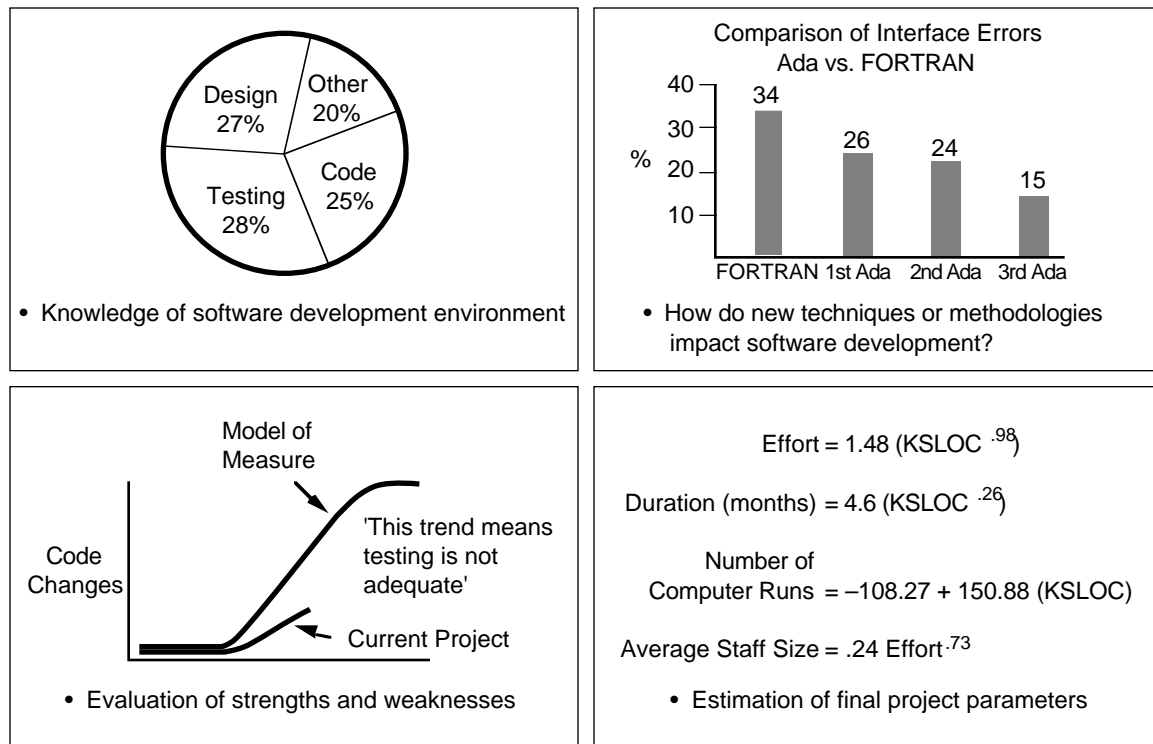 Design
27%
Other
20%
Testing
28%
Code
25%
• Knowledge of software development environment
Comparison of Interface Errors
Ada vs. FORTRAN
40
30
20
10
%
34
26
24
15
FORTRAN 1st Ada 2nd Ada 3rd Ada
• How do new techniques or methodologies
impact software development?
Model of
Measure
'This trend means
testing is not
adequate'
Code
Changes
Current Project
• Evaluation of strengths and weaknesses
Effort = 1.48 (KSLOC .98)
Duration (months) = 4.6 (KSLOC .26)
Number of
Computer Runs = –108.27 + 150.88 (KSLOC)
Average Staff Size = .24 Effort .73
• Estimation of final project parameters